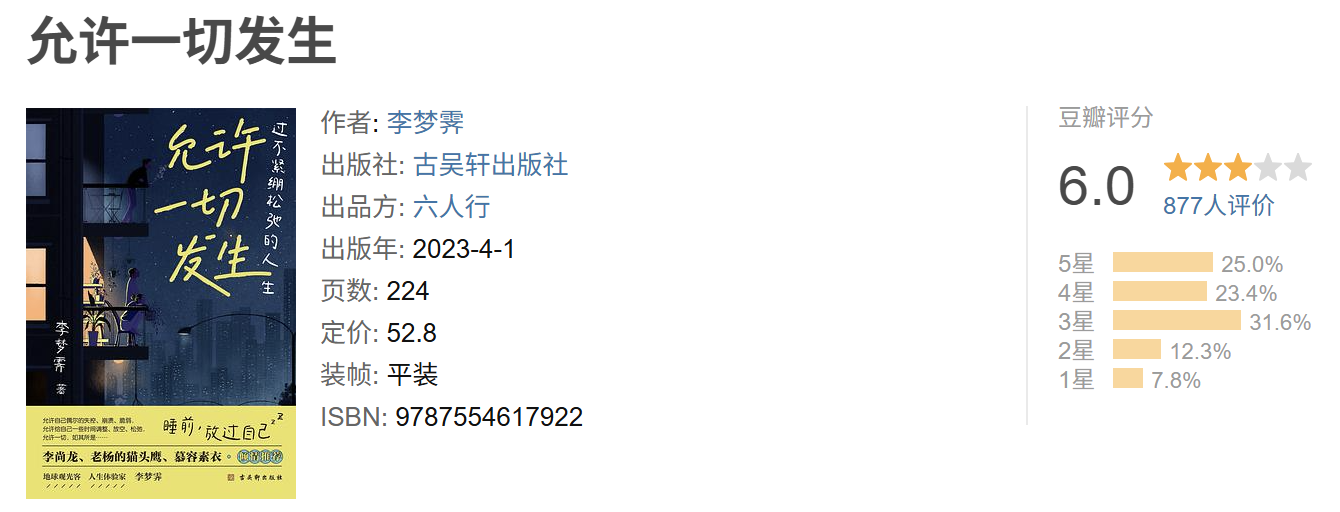 允许一切发生
允许
一切
发生
过不紧绷松弛的人生
李梦霁 著
允许自己偶尔的失控、崩溃、脆弱，
允许给自己一些时间调整、放空、松弛，
允许一切，如其所是……
睡前，放过自己zzz
李尚龙、老杨的猫头鹰、慕容素衣·倾情推荐
地球观光客 人生体验家 李梦霁
古吴轩出版社
作者: 李梦霁
出版社: 古吴轩出版社
出品方: 六人行
出版年: 2023-4-1
页数: 224
定价: 52.8
装帧: 平装
ISBN: 9787554617922
豆瓣评分
6.0
877人评价
5星 25.0%
4星 23.4%
3星 31.6%
2星 12.3%
1星 7.8%